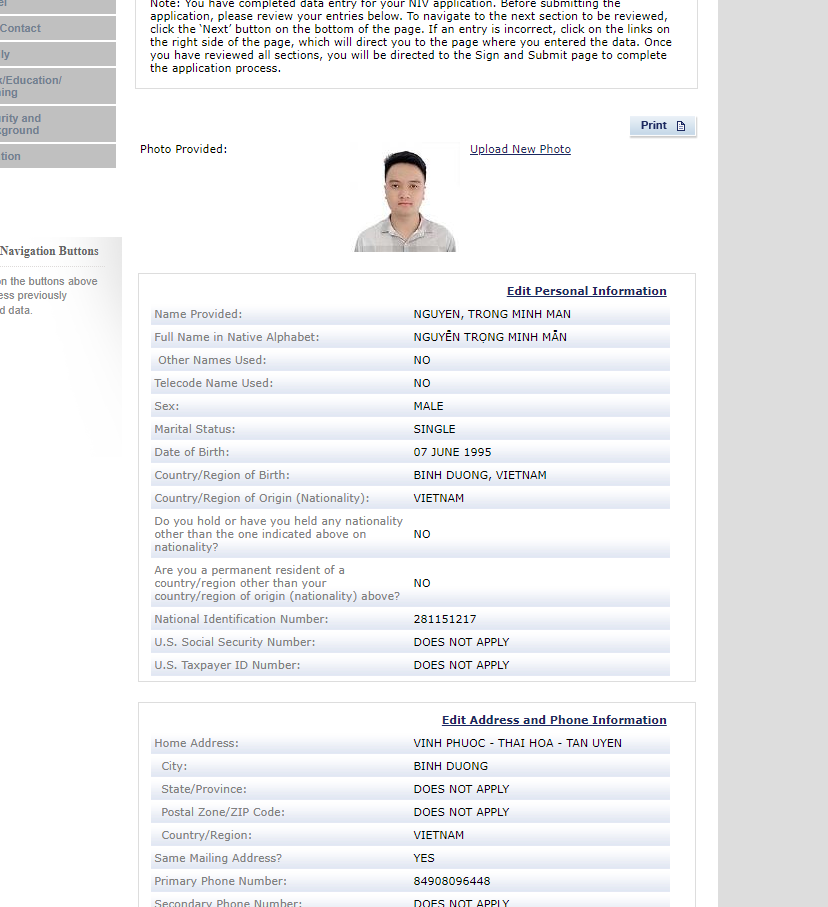 Note: You have completed data entry for your NIV application. Before submitting the
application, please review your entries below. To navigate to the next section to be reviewed,
click the 'Next' button on the bottom of the page. If an entry is incorrect, click on the links on
the right side of the page, which will direct you to the page where you entered the data. Once
you have reviewed all sections, you will be directed to the Sign and Submit page to complete
the application process.
Contact
ly
/Education/
ing
rity and
kground
tion
Print
Photo Provided:
Upload New Photo
Navigation Buttons
on the buttons above
ess previously
d data.
Edit Personal Information
Name Provided: NGUYEN, TRONG MINH MAN
Full Name in Native Alphabet: NGUYỄN TRỌNG MINH MẪN
Other Names Used: NO
Telecode Name Used: NO
Sex: MALE
Marital Status: SINGLE
Date of Birth: 07 JUNE 1995
Country/Region of Birth: BINH DUONG, VIETNAM
Country/Region of Origin (Nationality): VIETNAM
Do you hold or have you held any nationality
other than the one indicated above on
nationality? NO
Are you a permanent resident of a
country/region other than your
country/region of origin (nationality) above? NO
National Identification Number: 281151217
U.S. Social Security Number: DOES NOT APPLY
U.S. Taxpayer ID Number: DOES NOT APPLY
Edit Address and Phone Information
Home Address: VINH PHUOC - THAI HOA - TAN UYEN
City: BINH DUONG
State/Province: DOES NOT APPLY
Postal Zone/ZIP Code: DOES NOT APPLY
Country/Region: VIETNAM
Same Mailing Address? YES
Primary Phone Number: 84908096448
Secondary Phone Number: DOES NOT APPLY